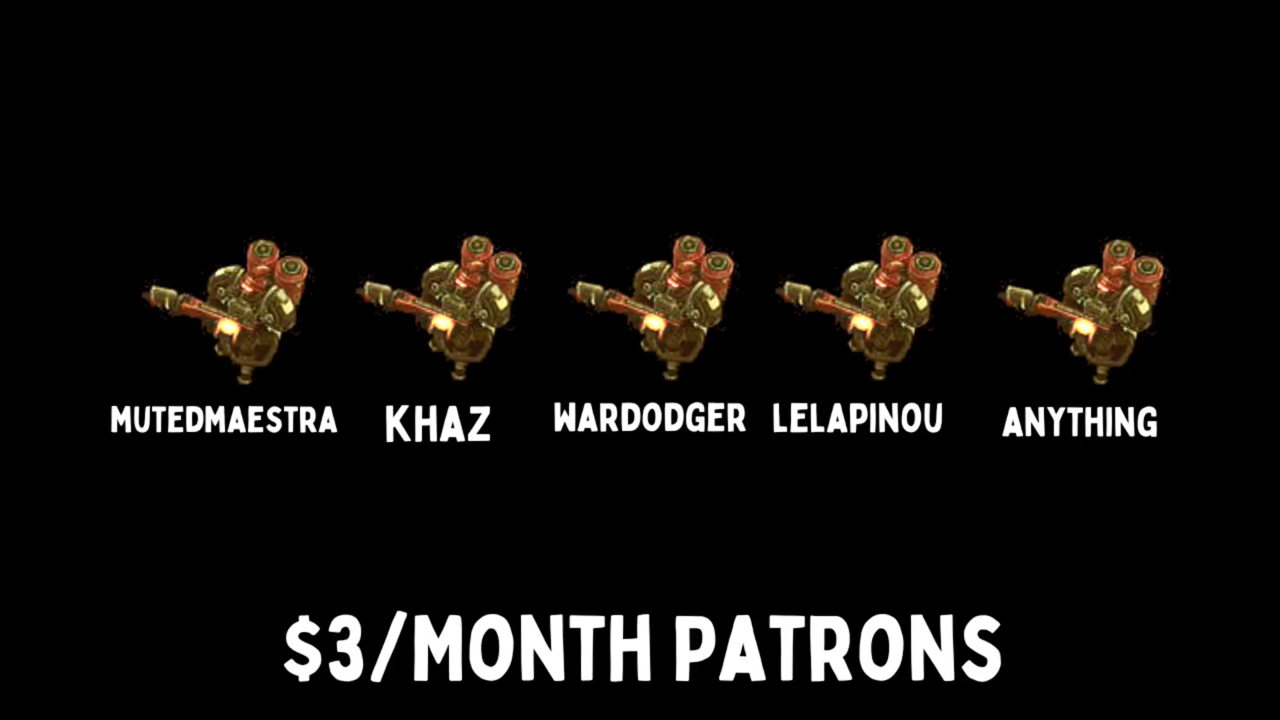 MUTEDMAESTRA KHAZ WARDODGER LELAPINOU ANYTHING
$3/MONTH PATRONS